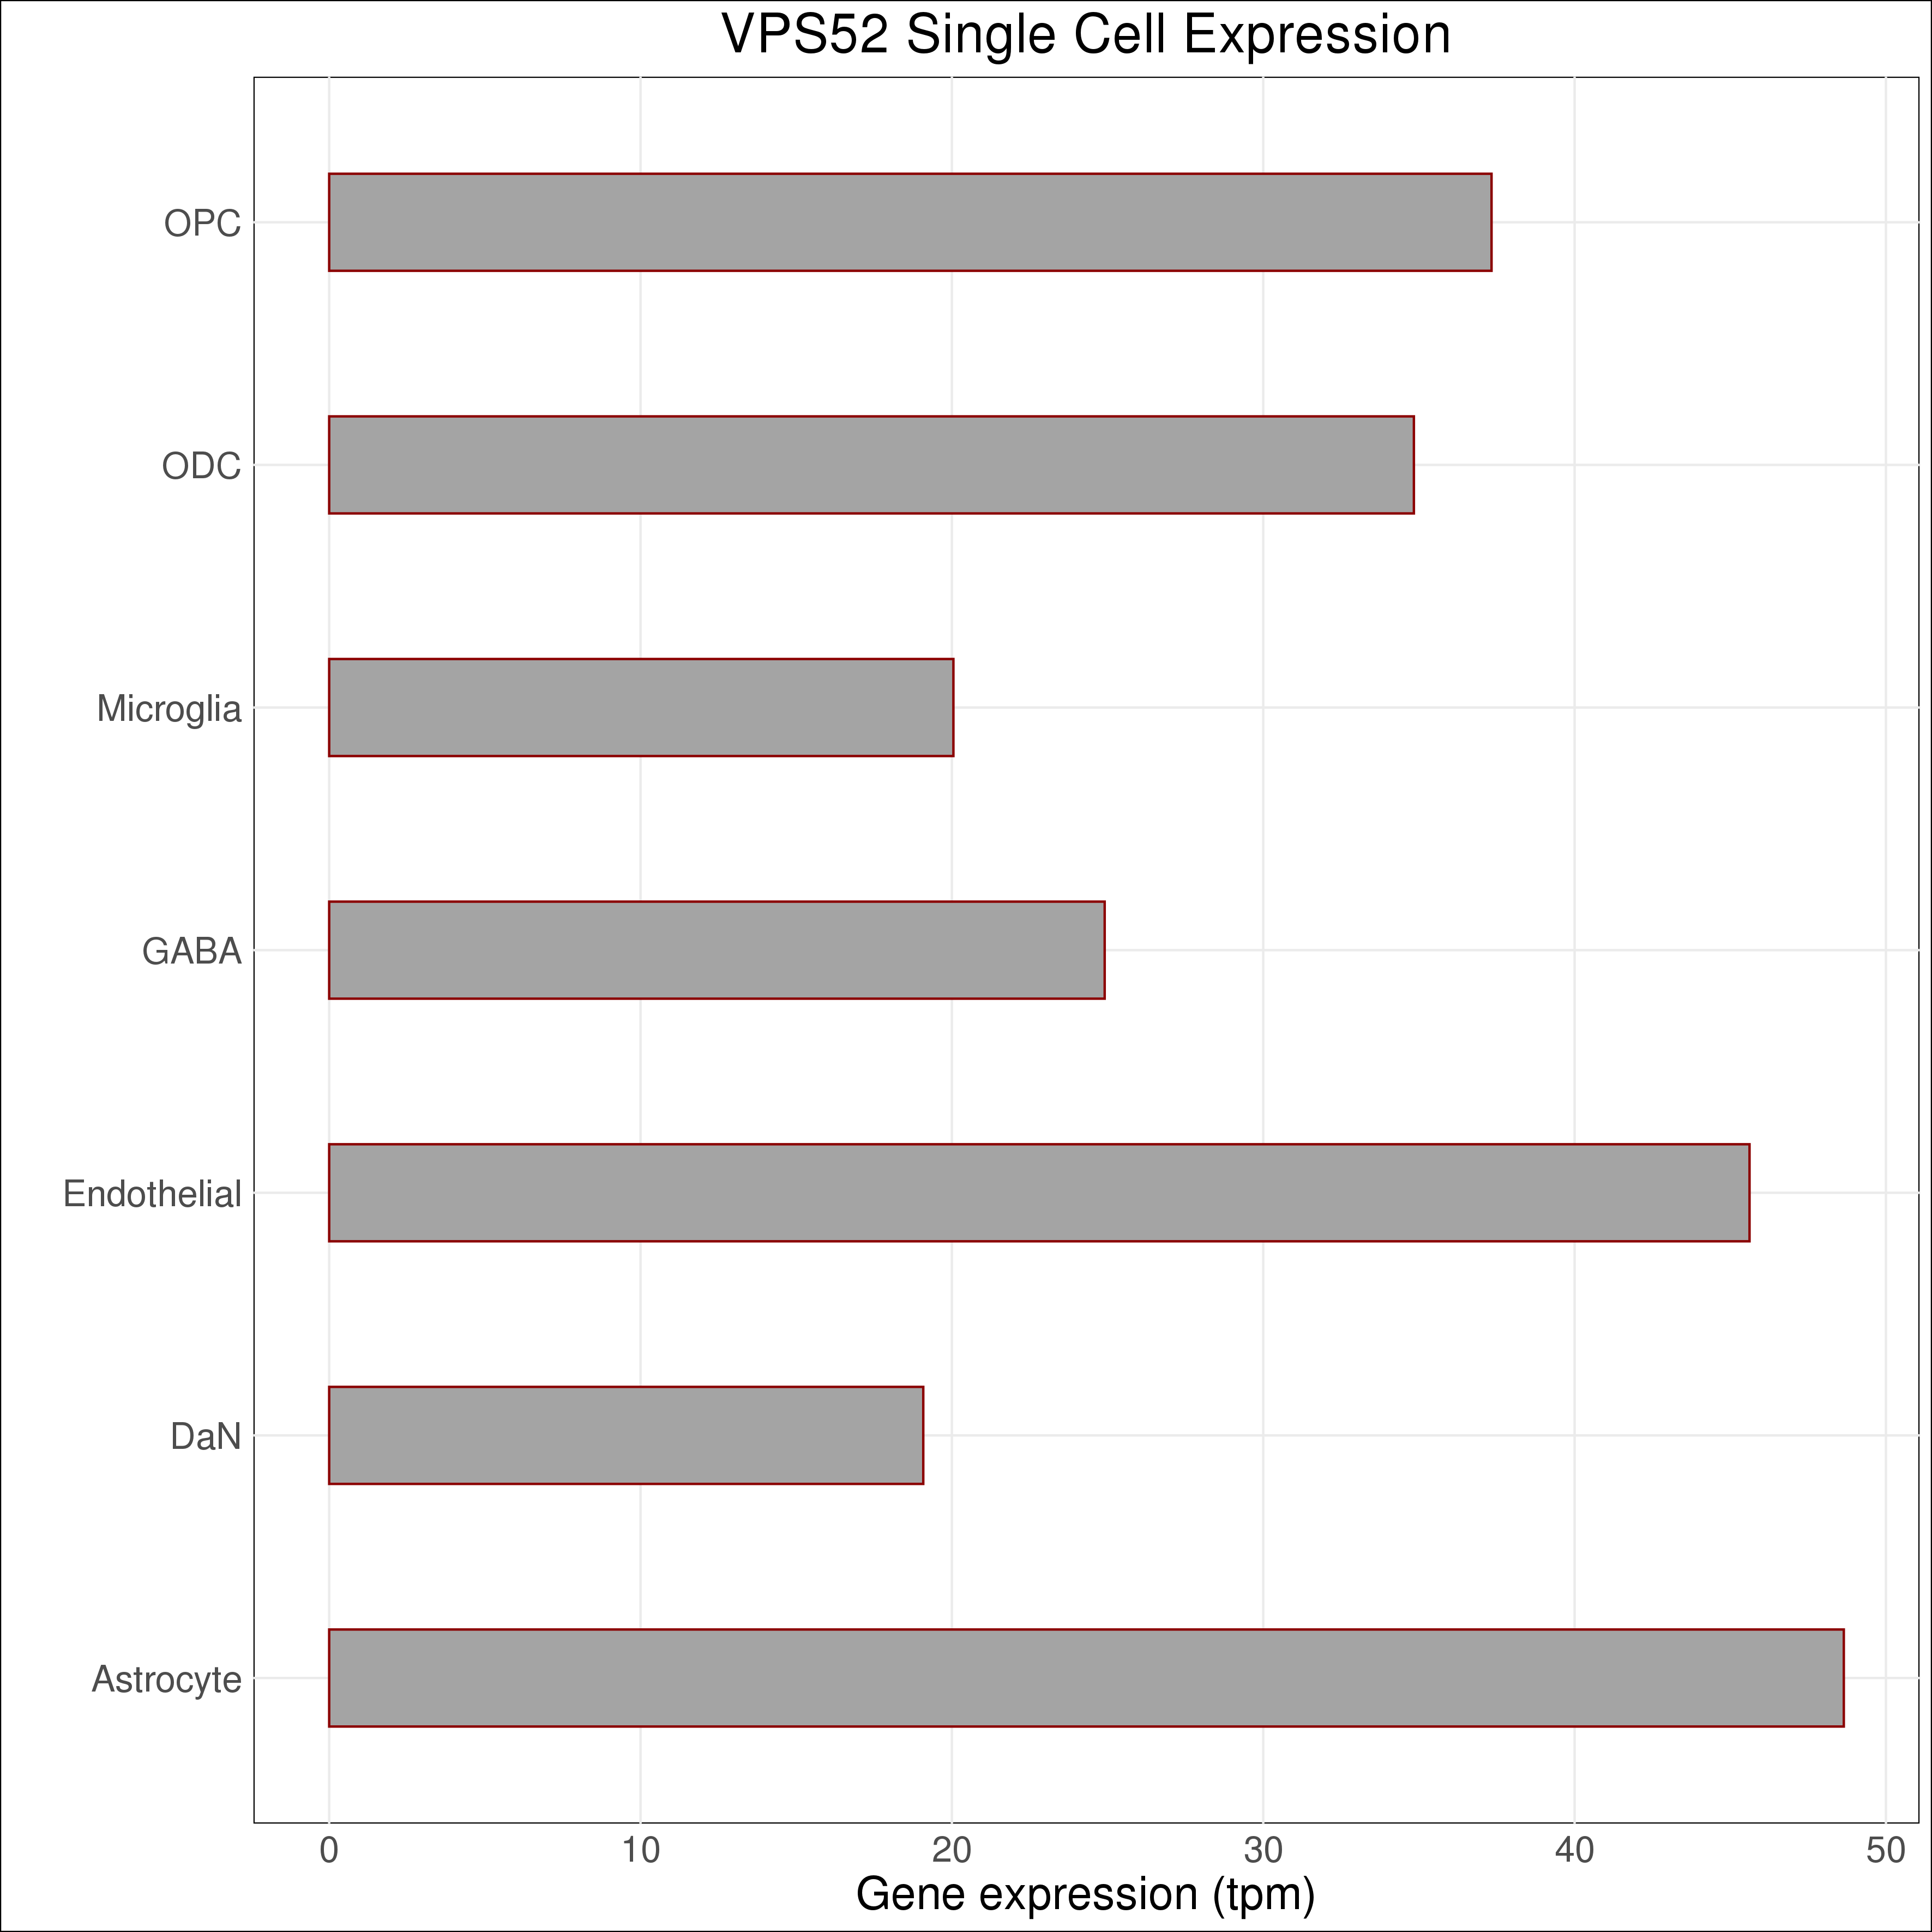 VPS52 Single Cell Expression
OPC
ODC
Microglia
GABA
Endothelial
DaN
Astrocyte
0 10 20 30 40 50
Gene expression (tpm)